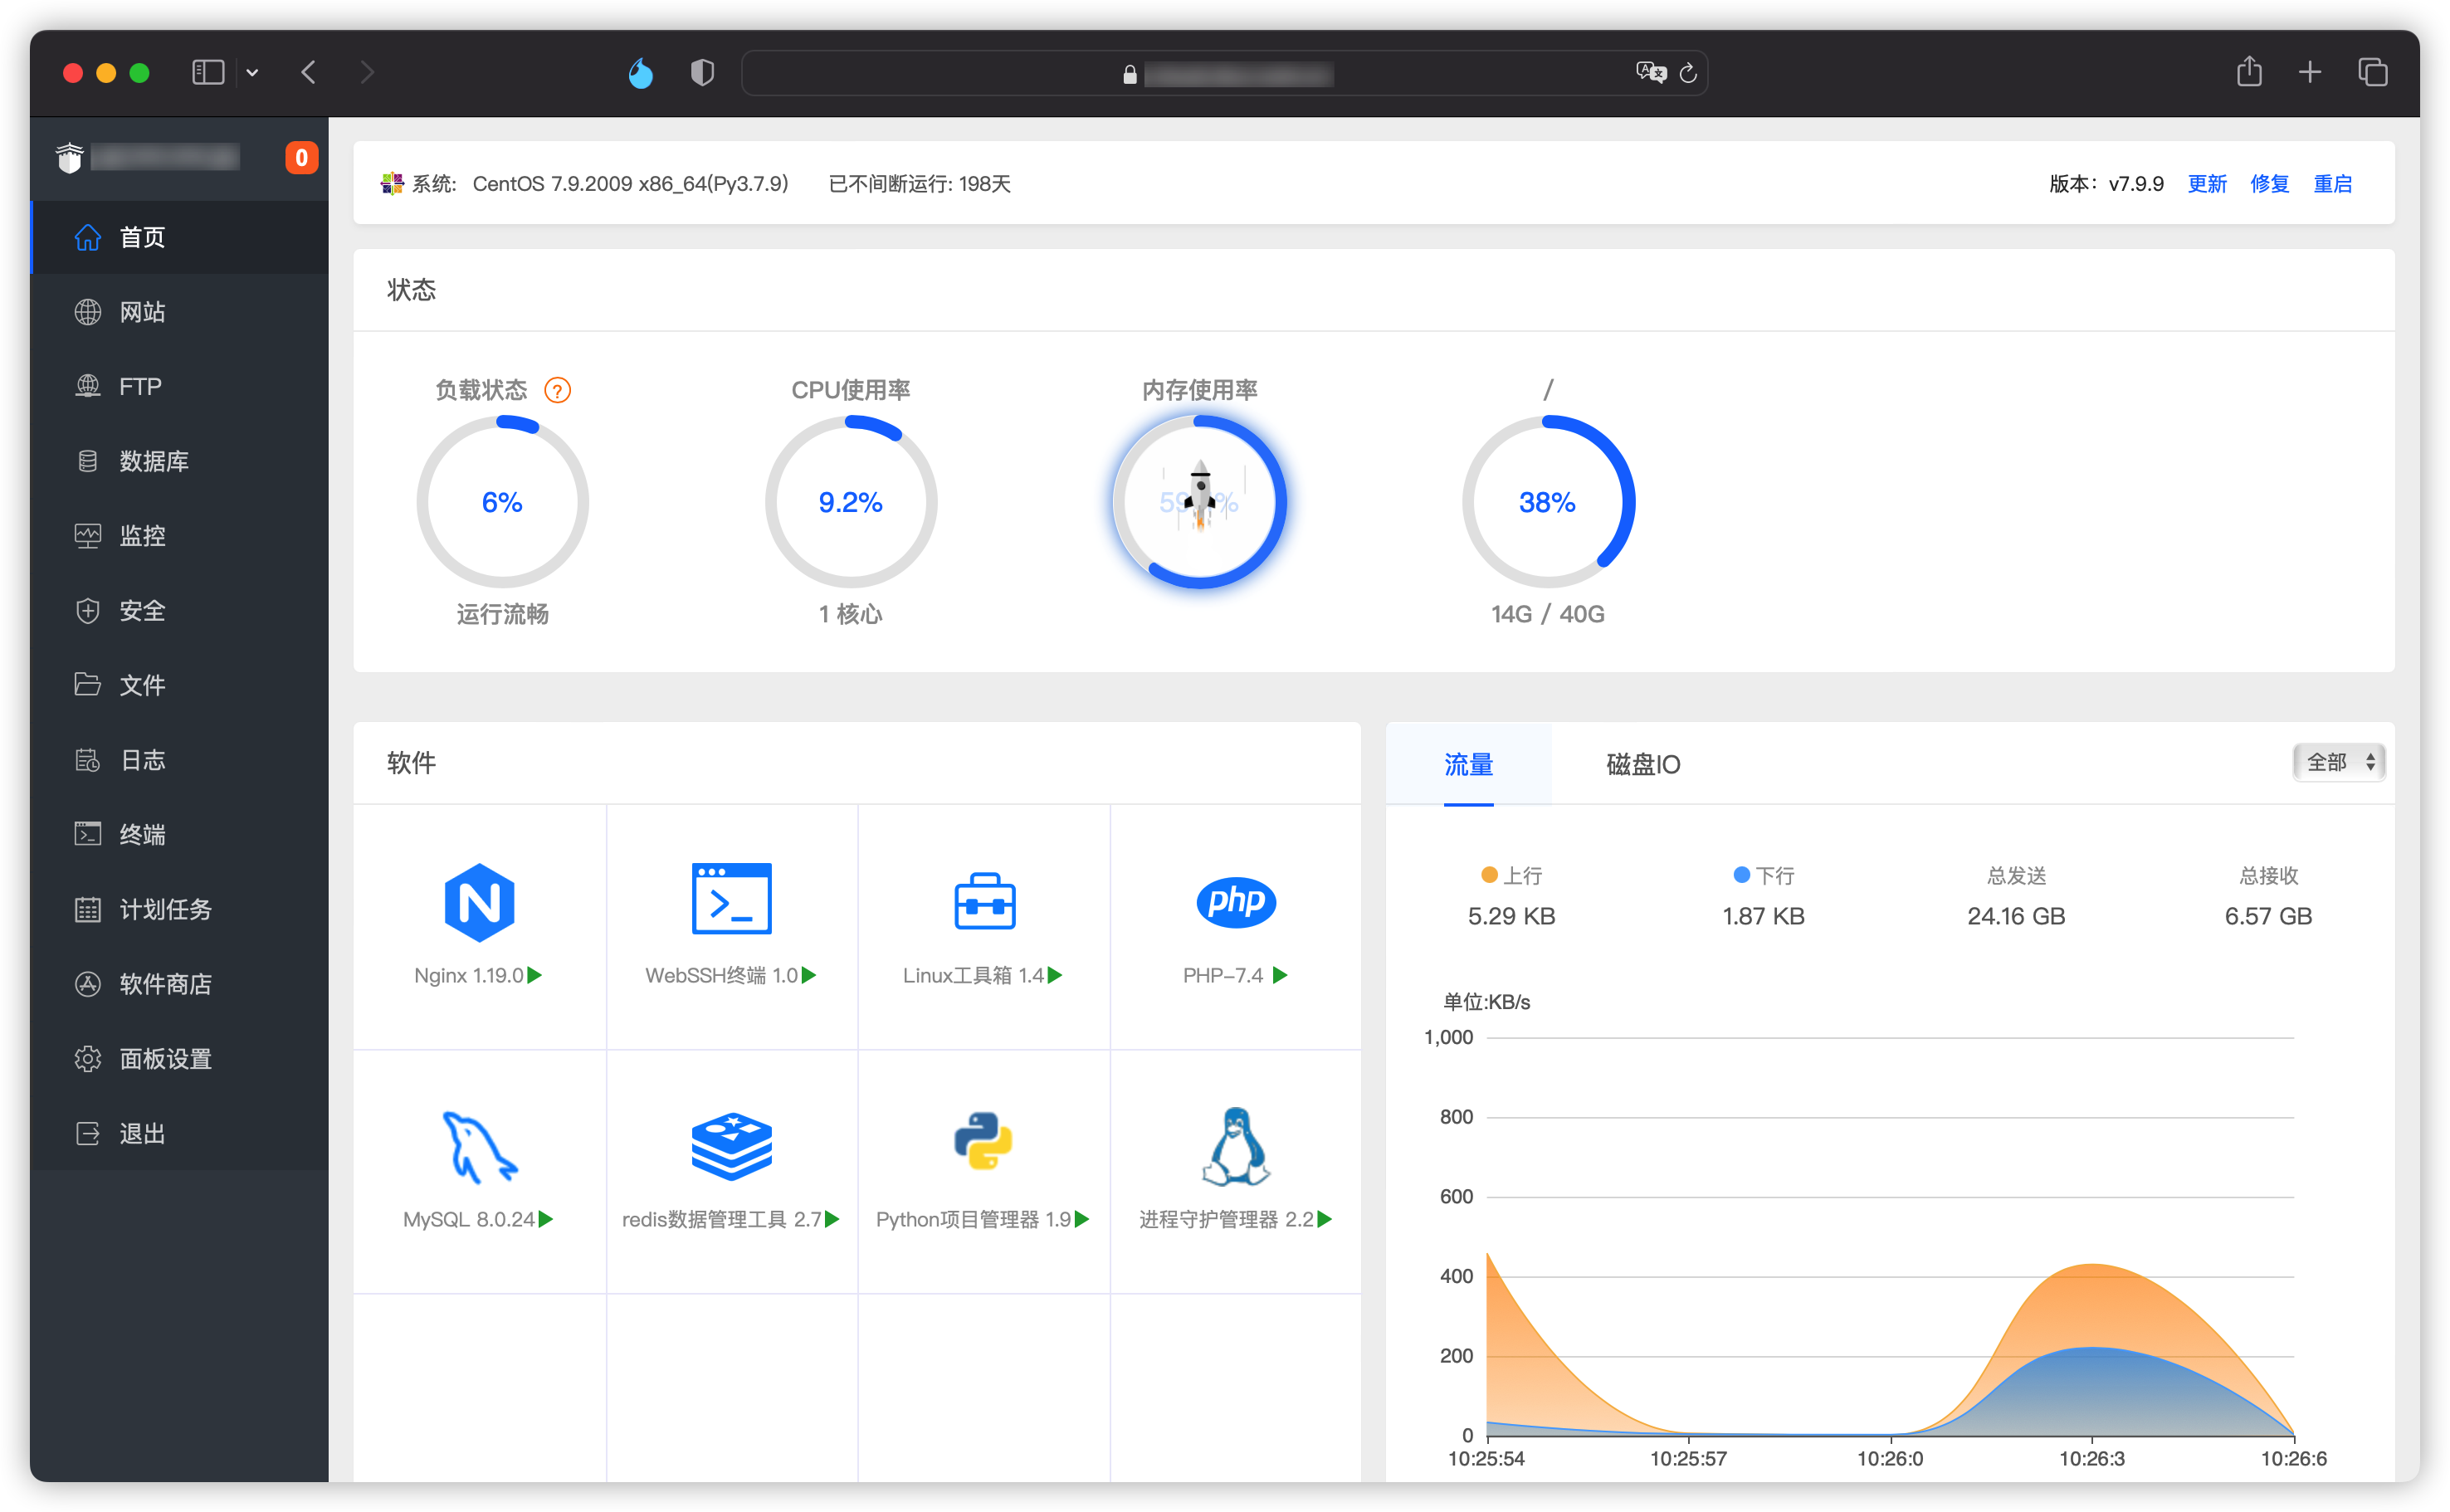 0
首页
网站
FTP
数据库
监控
安全
文件
日志
终端
计划任务
软件商店
面板设置
退出
系统: CentOS 7.9.2009 x86_64(Py3.7.9) 已不间断运行: 198天
版本: v7.9.9 更新 修复 重启
状态
负载状态 ? CPU使用率 内存使用率 /
6% 9.2% 38%
运行流畅 1 核心 14G / 40G
软件
Nginx 1.19.0 WebSSH终端 1.0 Linux工具箱 1.4 PHP-7.4
php
MySQL 8.0.24 redis数据管理工具 2.7 Python项目管理器 1.9 进程守护管理器 2.2
流量 磁盘IO 全部
上行 下行 总发送 总接收
5.29 KB 1.87 KB 24.16 GB 6.57 GB
单位:KB/s
1,000
800
600
400
200
0
10:25:54 10:25:57 10:26:0 10:26:3 10:26:6